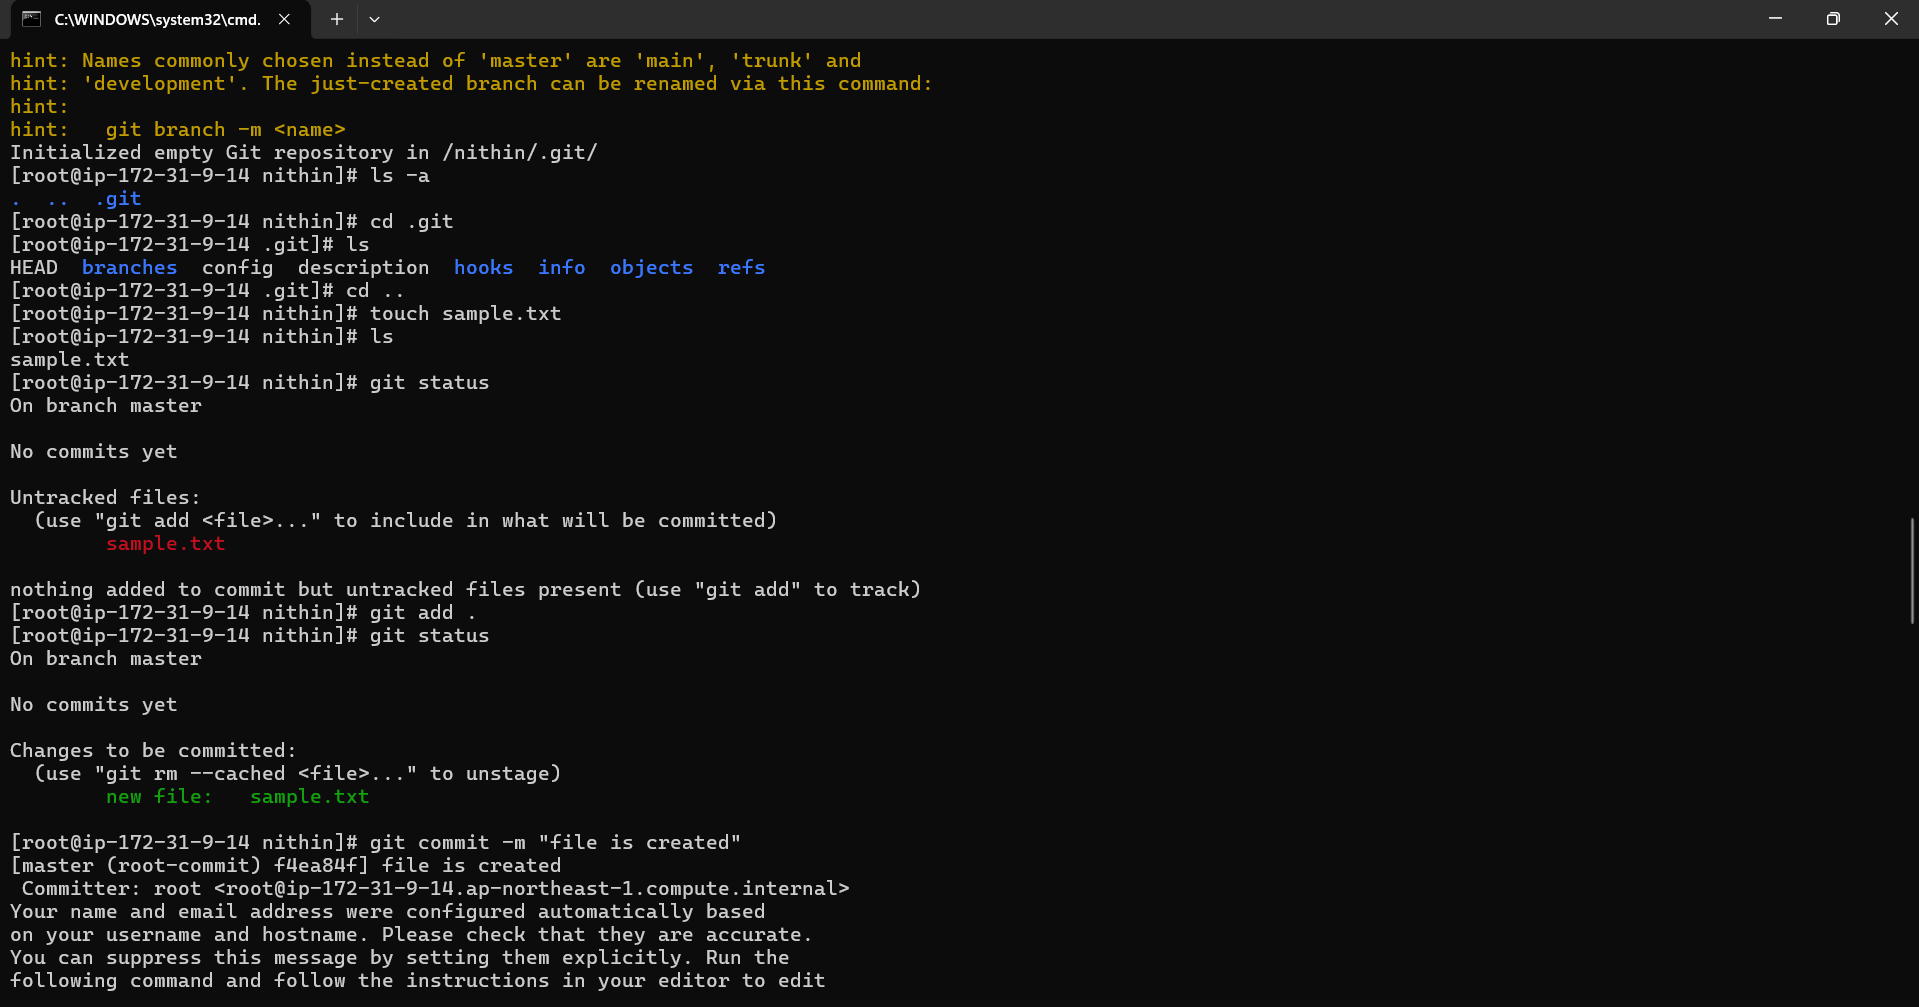 C:\WINDOWS\system32\cmd.
hint: Names commonly chosen instead of 'master' are 'main', 'trunk' and
hint: 'development'. The just-created branch can be renamed via this command:
hint:
hint:   git branch -m <name>
Initialized empty Git repository in /nithin/.git/
[root@ip-172-31-9-14 nithin]# ls -a
.  ..  .git
[root@ip-172-31-9-14 nithin]# cd .git
[root@ip-172-31-9-14 .git]# ls
HEAD  branches  config  description  hooks  info  objects  refs
[root@ip-172-31-9-14 .git]# cd ..
[root@ip-172-31-9-14 nithin]# touch sample.txt
[root@ip-172-31-9-14 nithin]# ls
sample.txt
[root@ip-172-31-9-14 nithin]# git status
On branch master
No commits yet
Untracked files:
  (use "git add <file>..." to include in what will be committed)
        sample.txt
nothing added to commit but untracked files present (use "git add" to track)
[root@ip-172-31-9-14 nithin]# git add .
[root@ip-172-31-9-14 nithin]# git status
On branch master
No commits yet
Changes to be committed:
  (use "git rm --cached <file>..." to unstage)
        new file:   sample.txt
[root@ip-172-31-9-14 nithin]# git commit -m "file is created"
[master (root-commit) f4ea84f] file is created
 Committer: root <root@ip-172-31-9-14.ap-northeast-1.compute.internal>
Your name and email address were configured automatically based
on your username and hostname. Please check that they are accurate.
You can suppress this message by setting them explicitly. Run the
following command and follow the instructions in your editor to edit